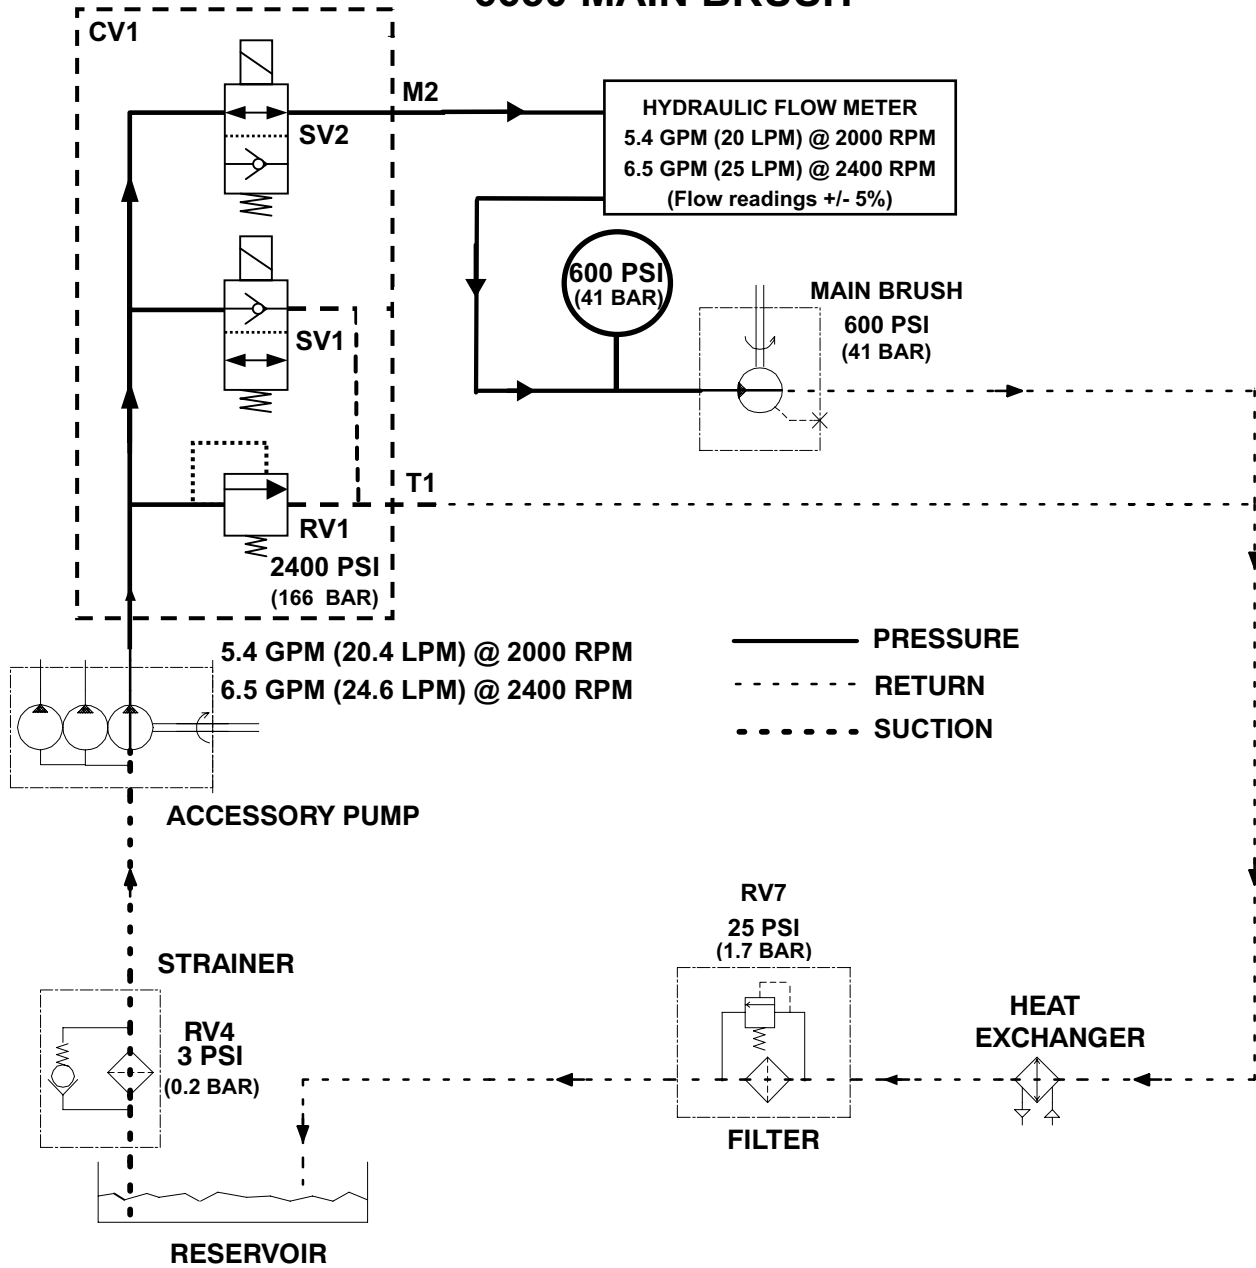 CV1
M2
SV2
HYDRAULIC FLOW METER
5.4 GPM (20 LPM) @ 2000 RPM
6.5 GPM (25 LPM) @ 2400 RPM
(Flow readings +/- 5%)
600 PSI
(41 BAR)
MAIN BRUSH
600 PSI
(41 BAR)
SV1
T1
RV1
2400 PSI
(166 BAR)
5.4 GPM (20.4 LPM) @ 2000 RPM
6.5 GPM (24.6 LPM) @ 2400 RPM
PRESSURE
RETURN
SUCTION
ACCESSORY PUMP
RV7
25 PSI
(1.7 BAR)
STRAINER
RV4
3 PSI
(0.2 BAR)
HEAT
EXCHANGER
FILTER
RESERVOIR